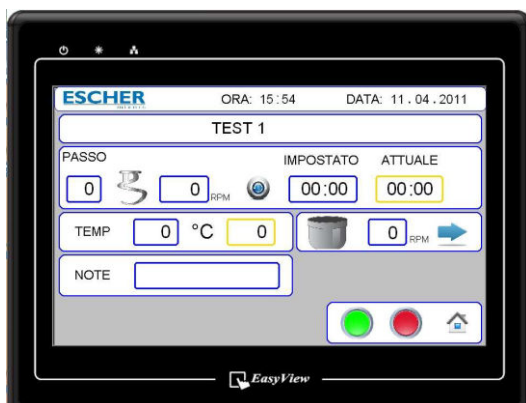 ESCHER
ORA: 15:54
DATA: 11.04.2011
TEST 1
PASSO
IMPOSTATO
ATTUALE
0
0 RPM
00:00
00:00
TEMP
0 °C
0
0 RPM
NOTE
EasyView